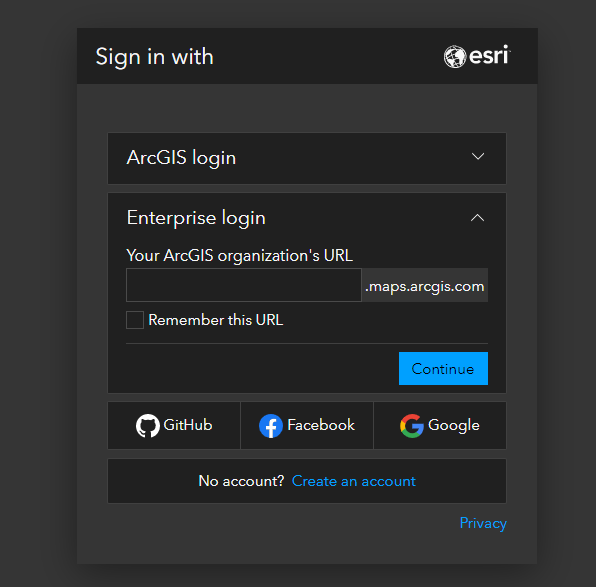 Sign in with
esri
ArcGIS login
Enterprise login
Your ArcGIS organization's URL
.maps.arcgis.com
Remember this URL
Continue
GitHub
Facebook
Google
No account? Create an account
Privacy